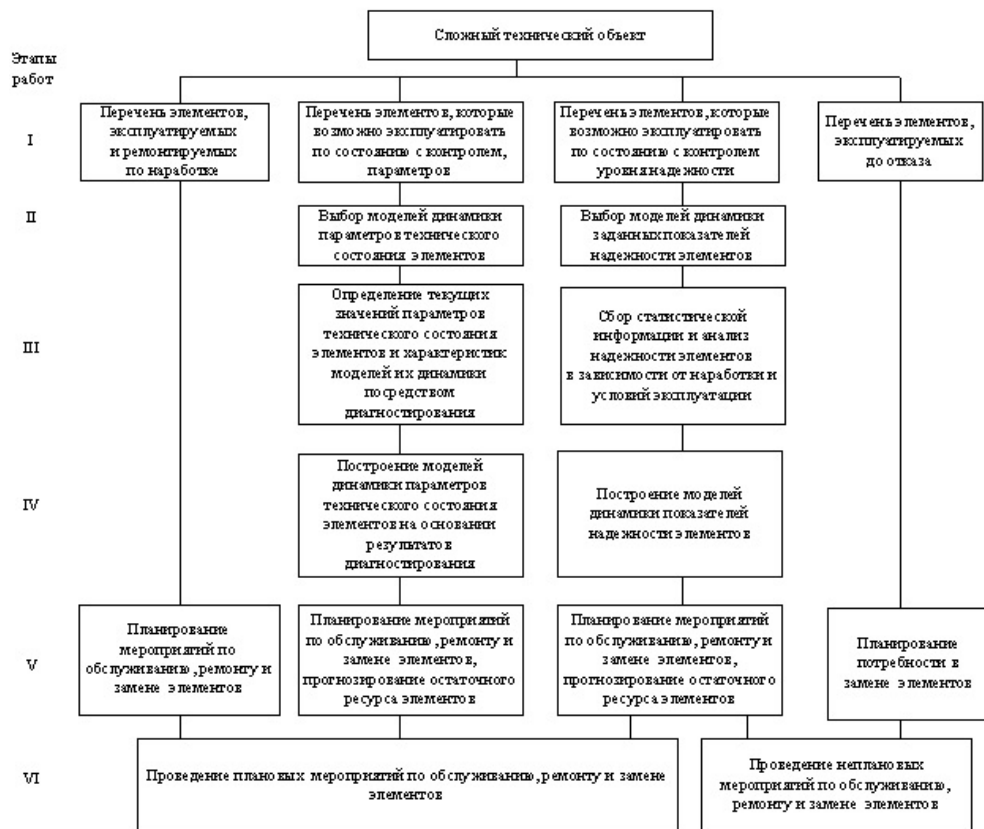 Сложный технический объект
Этапы
работ
I
Перечень элементов,
эксплуатируемых
и ремонтируемых
по наработке
Перечень элементов, которые
возможно эксплуатировать
по состоянию с контролем,
параметров
Перечень элементов, которые
возможно эксплуатировать
по состоянию с контролем
уровня надежности
Перечень элементов,
эксплуатируемых
до отказа
II
Выбор моделей динамики
параметров технического
состояния элементов
Выбор моделей динамики
заданных показателей
надежности элементов
III
Определение текущих
значений параметров
технического состояния
элементов и характеристик
моделей их динамики
посредством
диагностирования
Сбор статистической
информации и анализ
надежности элементов
в зависимости от наработки и
условий эксплуатации
IV
Построение моделей
динамики параметров
технического состояния
элементов на основании
результатов
диагностирования
Построение моделей
динамики показателей
надежности элементов
V
Планирование
мероприятий по
обслуживанию, ремонту и
замене элементов
Планирование мероприятий
по обслуживанию, ремонту и
замене элементов,
прогнозирование остаточного
ресурса элементов
Планирование мероприятий
по обслуживанию, ремонту и
замене элементов,
прогнозирование остаточного
ресурса элементов
Планирование
потребности в
замене элементов
VI
Проведение плановых мероприятий по обслуживанию, ремонту и замене
элементов
Проведение неплановых
мероприятий по обслуживанию,
ремонту и замене элементов